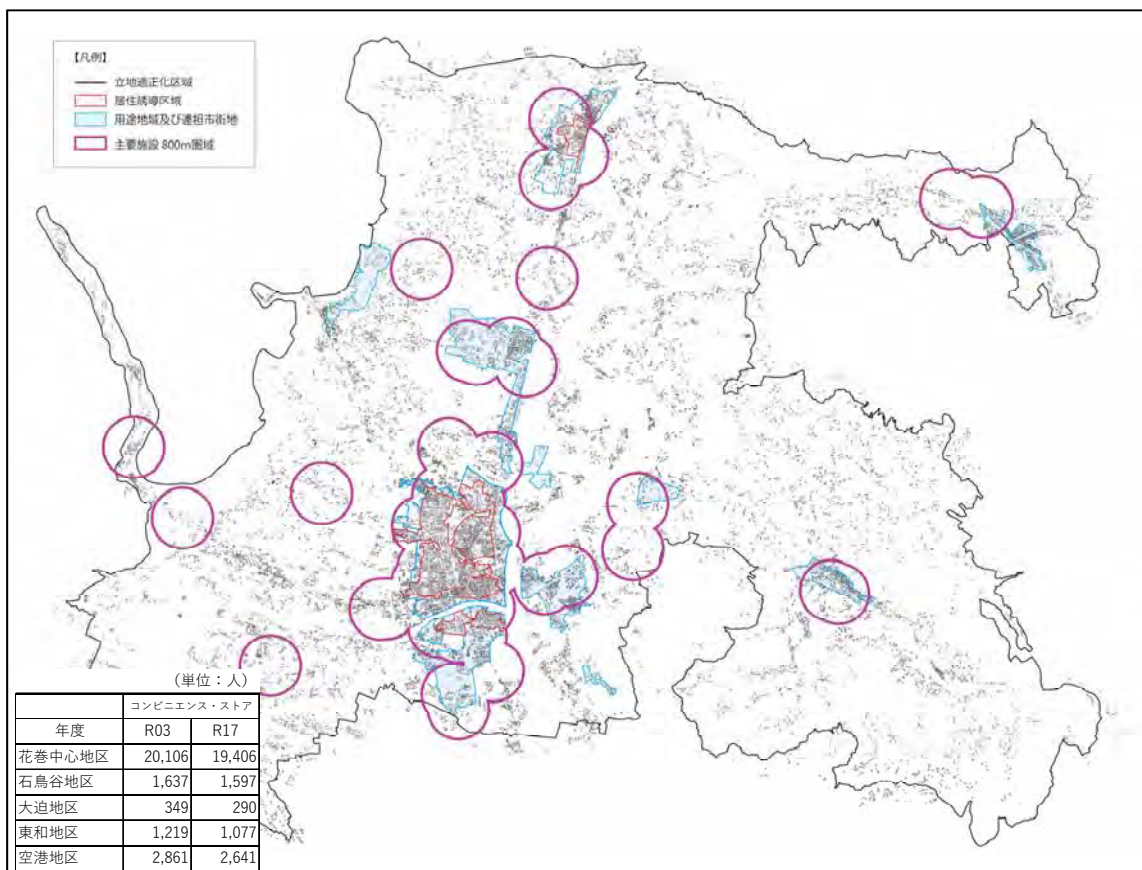 【凡例】
立地適正化区域
居住誘導区域
用途地域及び連担市街地
主要施設 800m圏域
（単位：人）
コンビニエンス・ストア
年度 R03 R17
花巻中心地区 20,106 19,406
石鳥谷地区 1,637 1,597
大迫地区 349 290
東和地区 1,219 1,077
空港地区 2,861 2,641